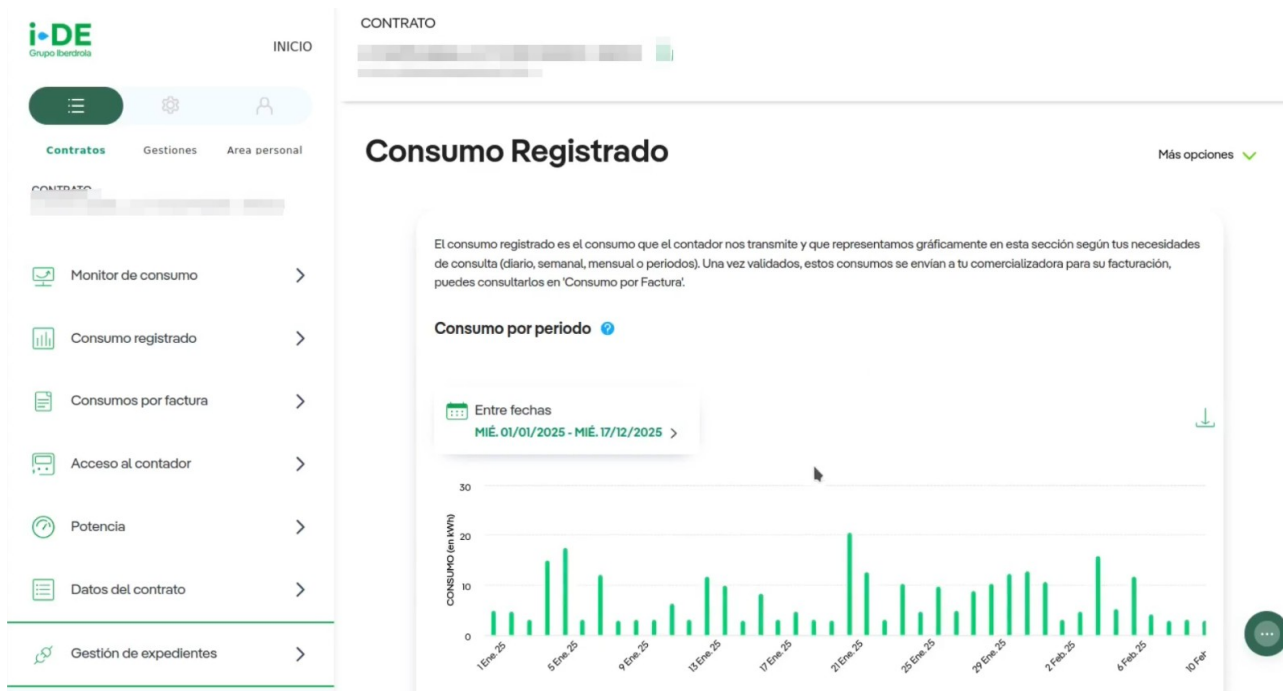 i-DE
Grupo Iberdrola
INICIO
Contratos
Gestiones
Area personal
CONTRATO
Monitor de consumo
Consumo registrado
Consumos por factura
Acceso al contador
Potencia
Datos del contrato
Gestión de expedientes
CONTRATO
Consumo Registrado
Más opciones
El consumo registrado es el consumo que el contador nos transmite y que representamos gráficamente en esta sección según tus necesidades
de consulta (diario, semanal, mensual o periodos). Una vez validados, estos consumos se envían a tu comercializadora para su facturación,
puedes consultarlos en 'Consumo por Factura'.
Consumo por periodo ?
Entre fechas
MIÉ. 01/01/2025 - MIÉ. 17/12/2025
CONSUMO (en kWh)
30
20
10
0
1 Ene. 25
5 Ene. 25
9 Ene. 25
13 Ene. 25
17 Ene. 25
21 Ene. 25
25 Ene. 25
29 Ene. 25
2 Feb. 25
6 Feb. 25
10 Feb